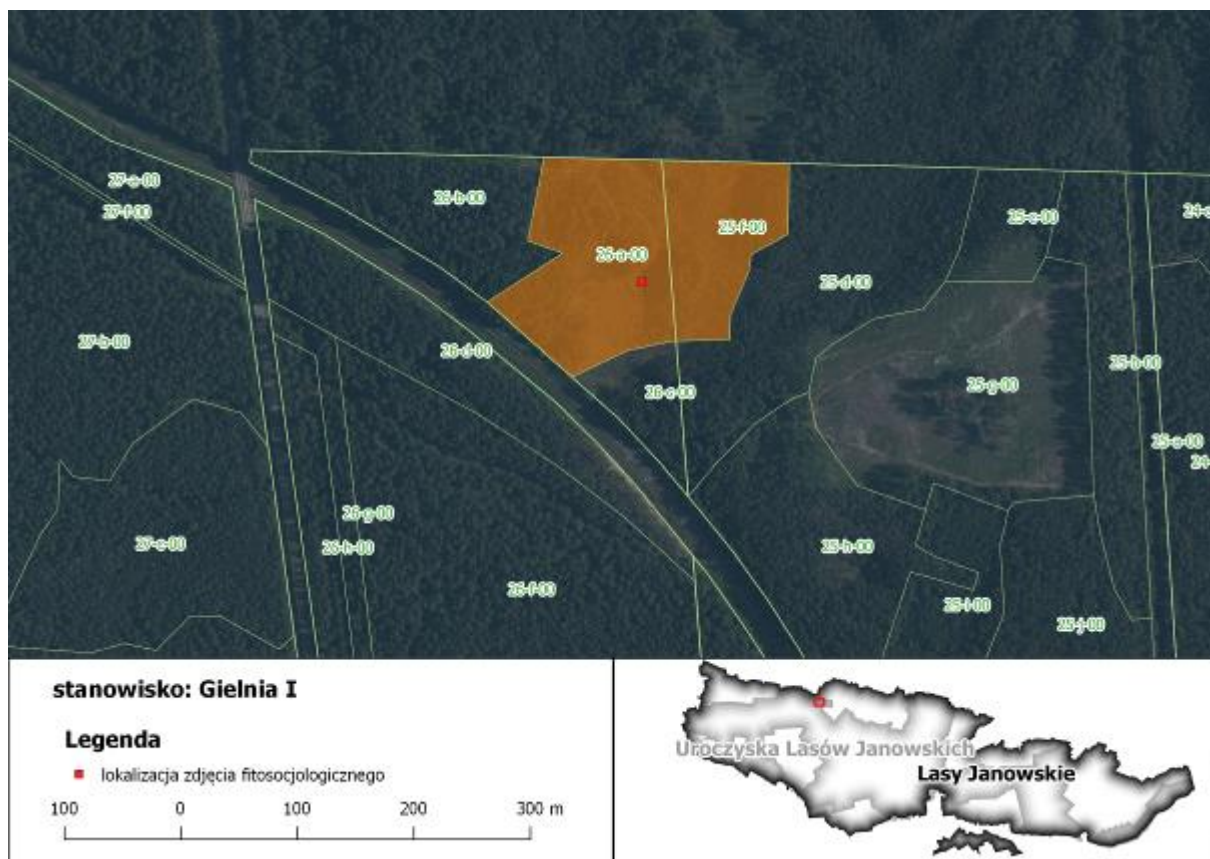 27-a-00
27-f-00
26-b-00
26-a-00
25-f-00
25-c-00
25-d-00
27-b-00
26-d-00
26-c-00
25-g-00
25-b-00
25-a-00
27-c-00
26-g-00
26-h-00
26-f-00
25-h-00
25-i-00
25-j-00
stanowisko: Gielnia I
Legenda
lokalizacja zdjęcia fitosocjologicznego
100 0 100 200 300 m
Uroczyska Lasów Janowskich
Lasy Janowskie